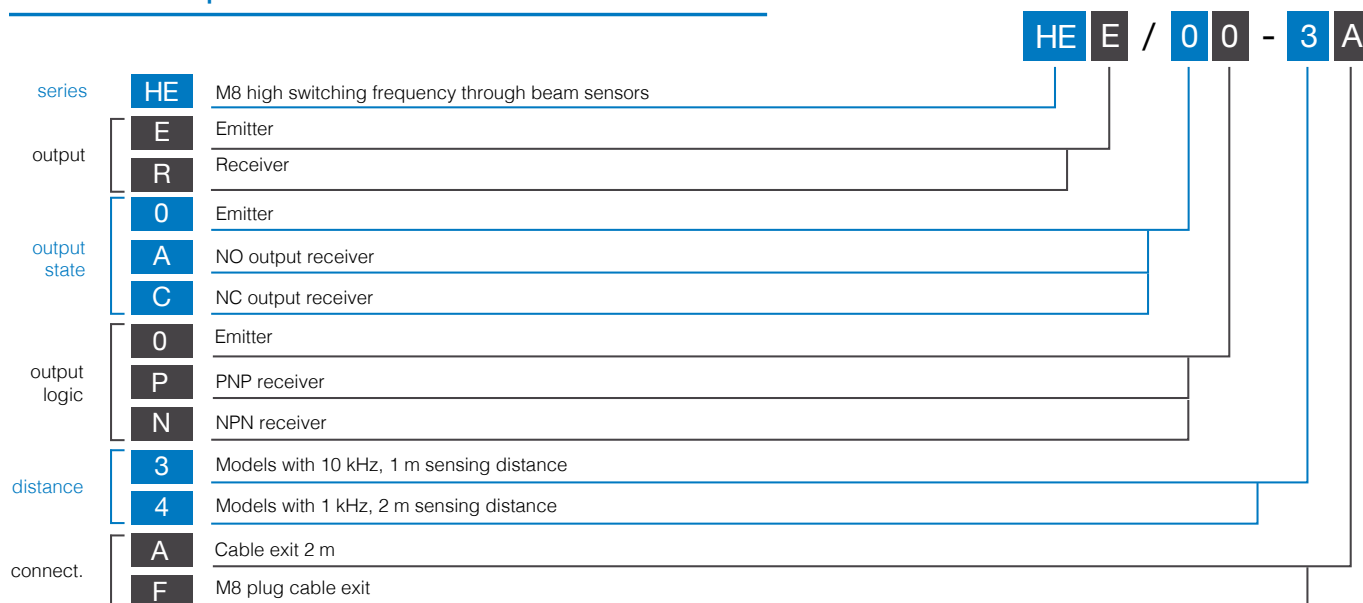 HE E / 0 0 - 3 A
series HE M8 high switching frequency through beam sensors
output
E Emitter
R Receiver
output state
0 Emitter
A NO output receiver
C NC output receiver
output logic
0 Emitter
P PNP receiver
N NPN receiver
distance
3 Models with 10 kHz, 1 m sensing distance
4 Models with 1 kHz, 2 m sensing distance
connect.
A Cable exit 2 m
F M8 plug cable exit